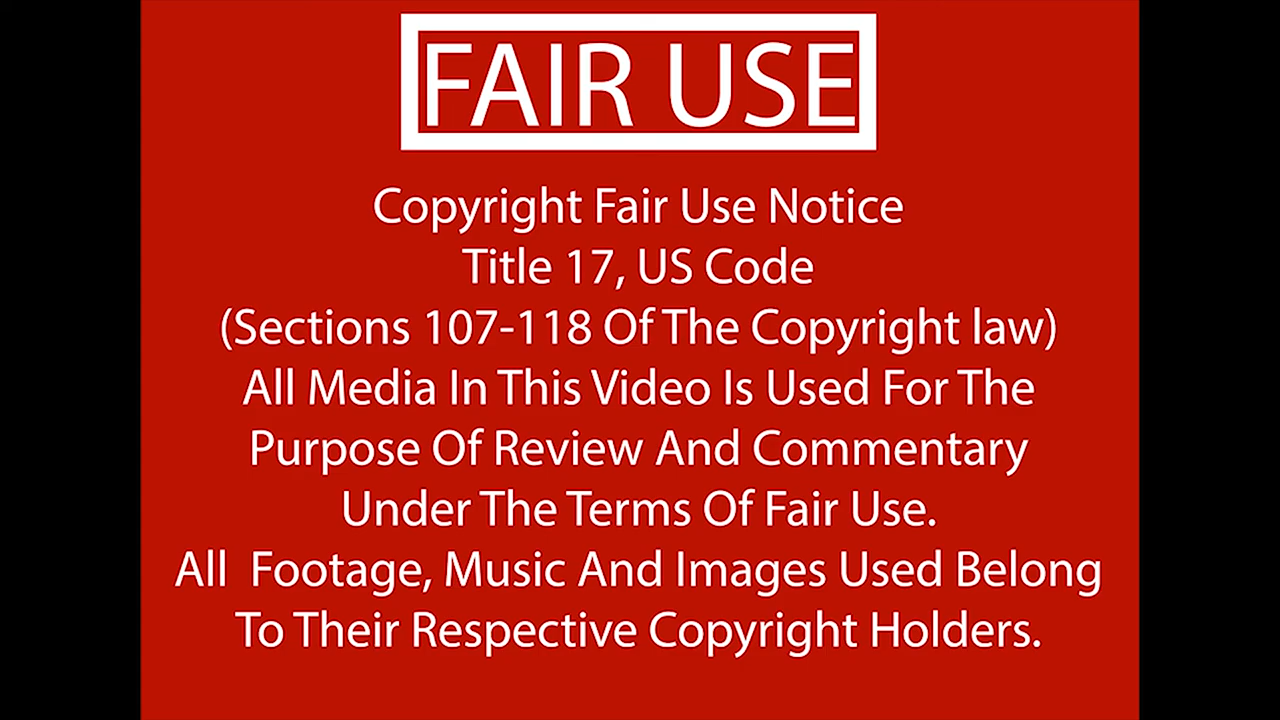 FAIR USE
Copyright Fair Use Notice
Title 17, US Code
(Sections 107-118 Of The Copyright law)
All Media In This Video Is Used For The
Purpose Of Review And Commentary
Under The Terms Of Fair Use.
All  Footage, Music And Images Used Belong
To Their Respective Copyright Holders.